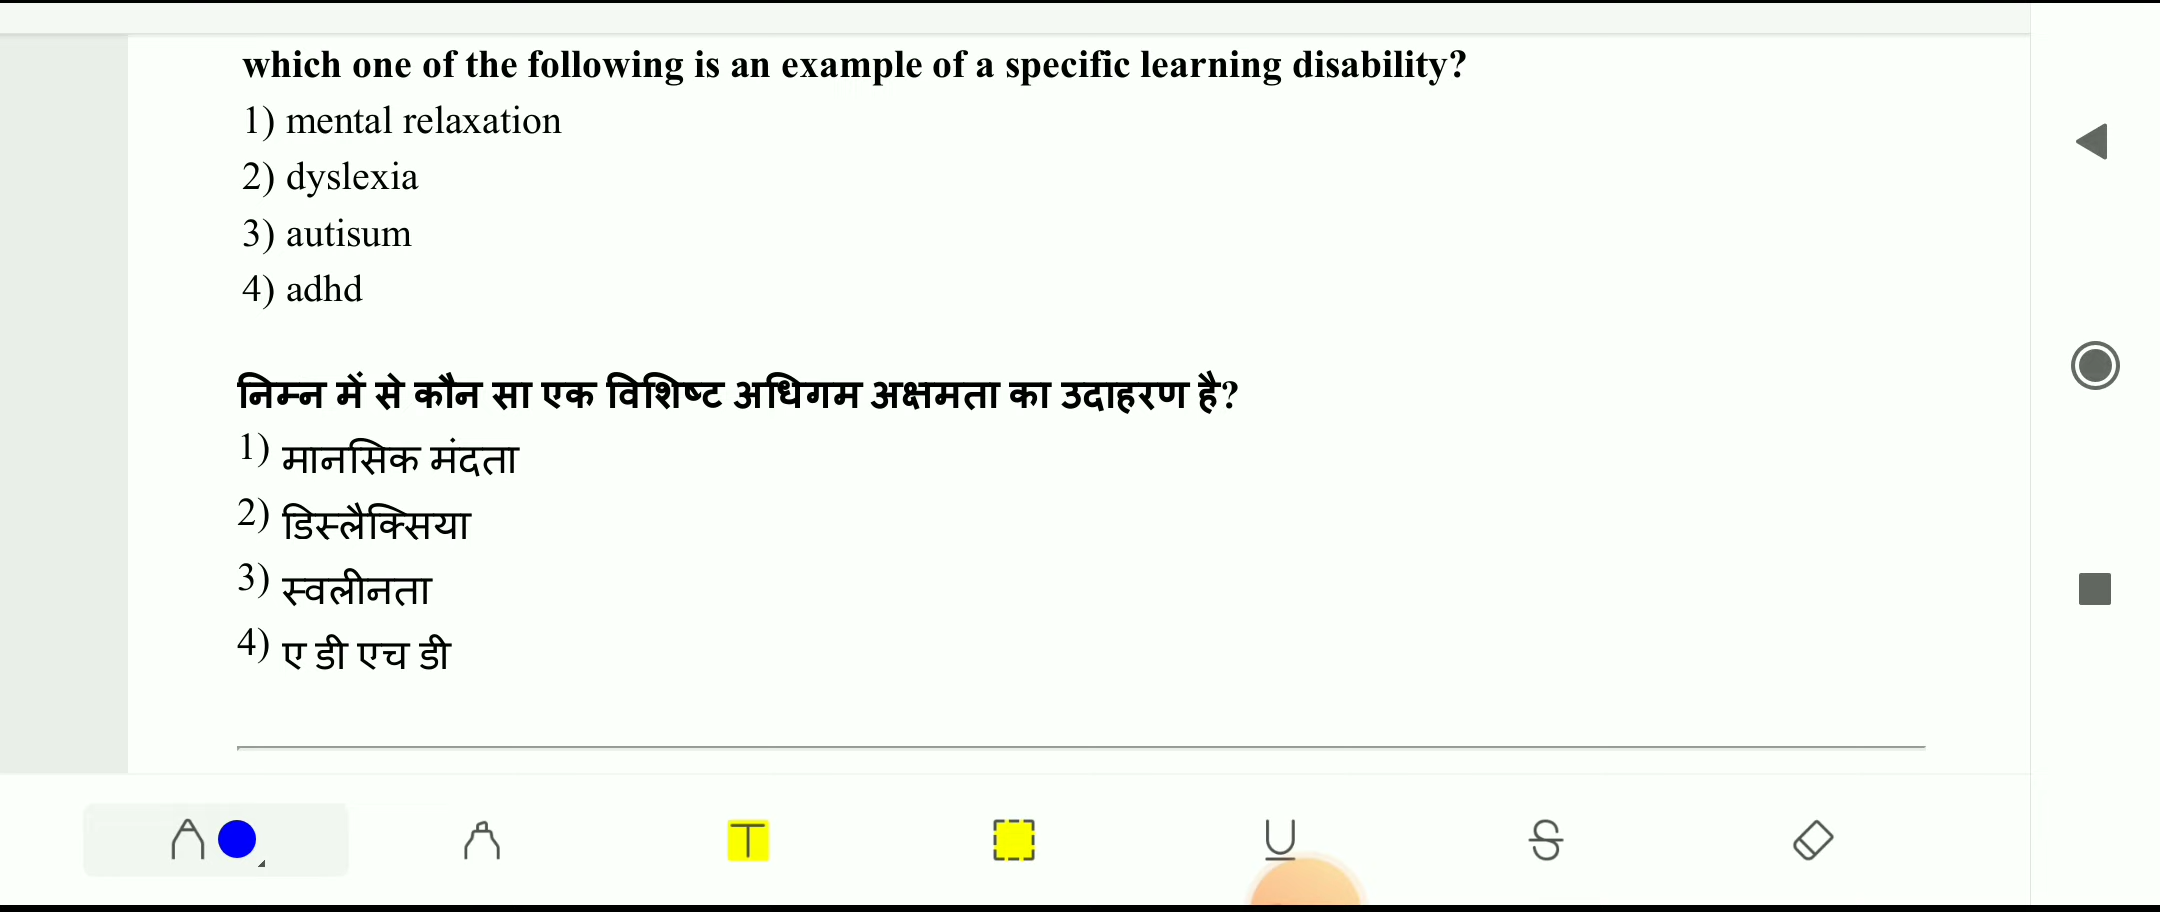 which one of the following is an example of a specific learning disability?
1) mental relaxation
2) dyslexia
3) autisum
4) adhd
निम्न में से कौन सा एक विशिष्ट अधिगम अक्षमता का उदाहरण है?
1) मानसिक मंदता
2) डिस्लैक्सिया
3) स्वलीनता
4) ए डी एच डी